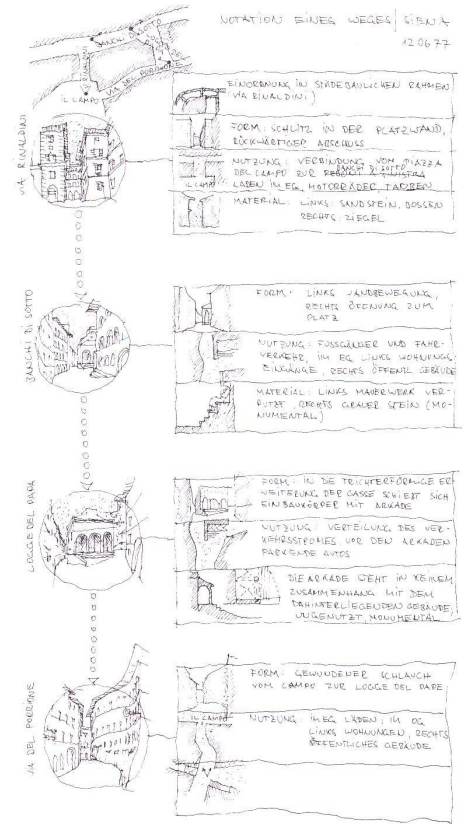 NOTATION EINES WEGES | SIENA
12.06.77
BANCHI DI SOTTO
VIA DEL PORRIONE
IL CAMPO
VIA RINALDINI
EINORDNUNG IN STÄDEBAULICHEN RAHMEN
(VIA RINALDINI)
FORM: SCHLITZ IN DER PLATZWAND,
RÜCKWÄRTIGER ABSCHUSS
NUTZUNG: VERBINDUNG VOM PIAZZA
DEL CAMPO ZUR BANCHI DI SOTTO
IL CAMPO
LÄDEN IM EG, MOTORRÄDER, TAUBEN
MATERIAL: LINKS: SANDSTEIN, BOSSEN
RECHTS: ZIEGEL
BANCHI DI SOTTO
FORM: LINKS WANDBEWEGUNG,
RECHTS ÖFFNUNG ZUM
PLATZ
NUTZUNG: FUSSGÄNGER UND FAHR-
VERKEHR, IM EG LINKS WOHNUNGS-
EINGÄNGE, RECHTS ÖFFENTL GEBÄUDE
MATERIAL: LINKS MAUERWERK VER-
PUTZT, RECHTS GRAUER STEIN (MO-
NUMENTAL)
LOGGE DEL PAPA
FORM: IN DIE TRICHTERFÖRMIGE ER
WEITERUNG DER GASSE SCHIEBT SICH
EIN BAUKÖRPER MIT ARKADE
NUTZUNG: VERTEILUNG DES VER-
KEHRSSTROMES, VOR DEN ARKADEN
PARKENDE AUTOS
DIE ARKADE STEHT IN KEINEM
ZUSAMMENHANG MIT DEM
DAHINTERLIEGENDEN GEBÄUDE,
UNGENUTZT, MONUMENTAL
VIA DEL PORRIONE
FORM: GEWUNDENER SCHLAUCH
VOM CAMPO ZUR LOGGE DEL PAPE
IL CAMPO
NUTZUNG: IM EG LÄDEN, IM OG
LINKS WOHNUNGEN, RECHTS
ÖFFENTLICHES GEBÄUDE